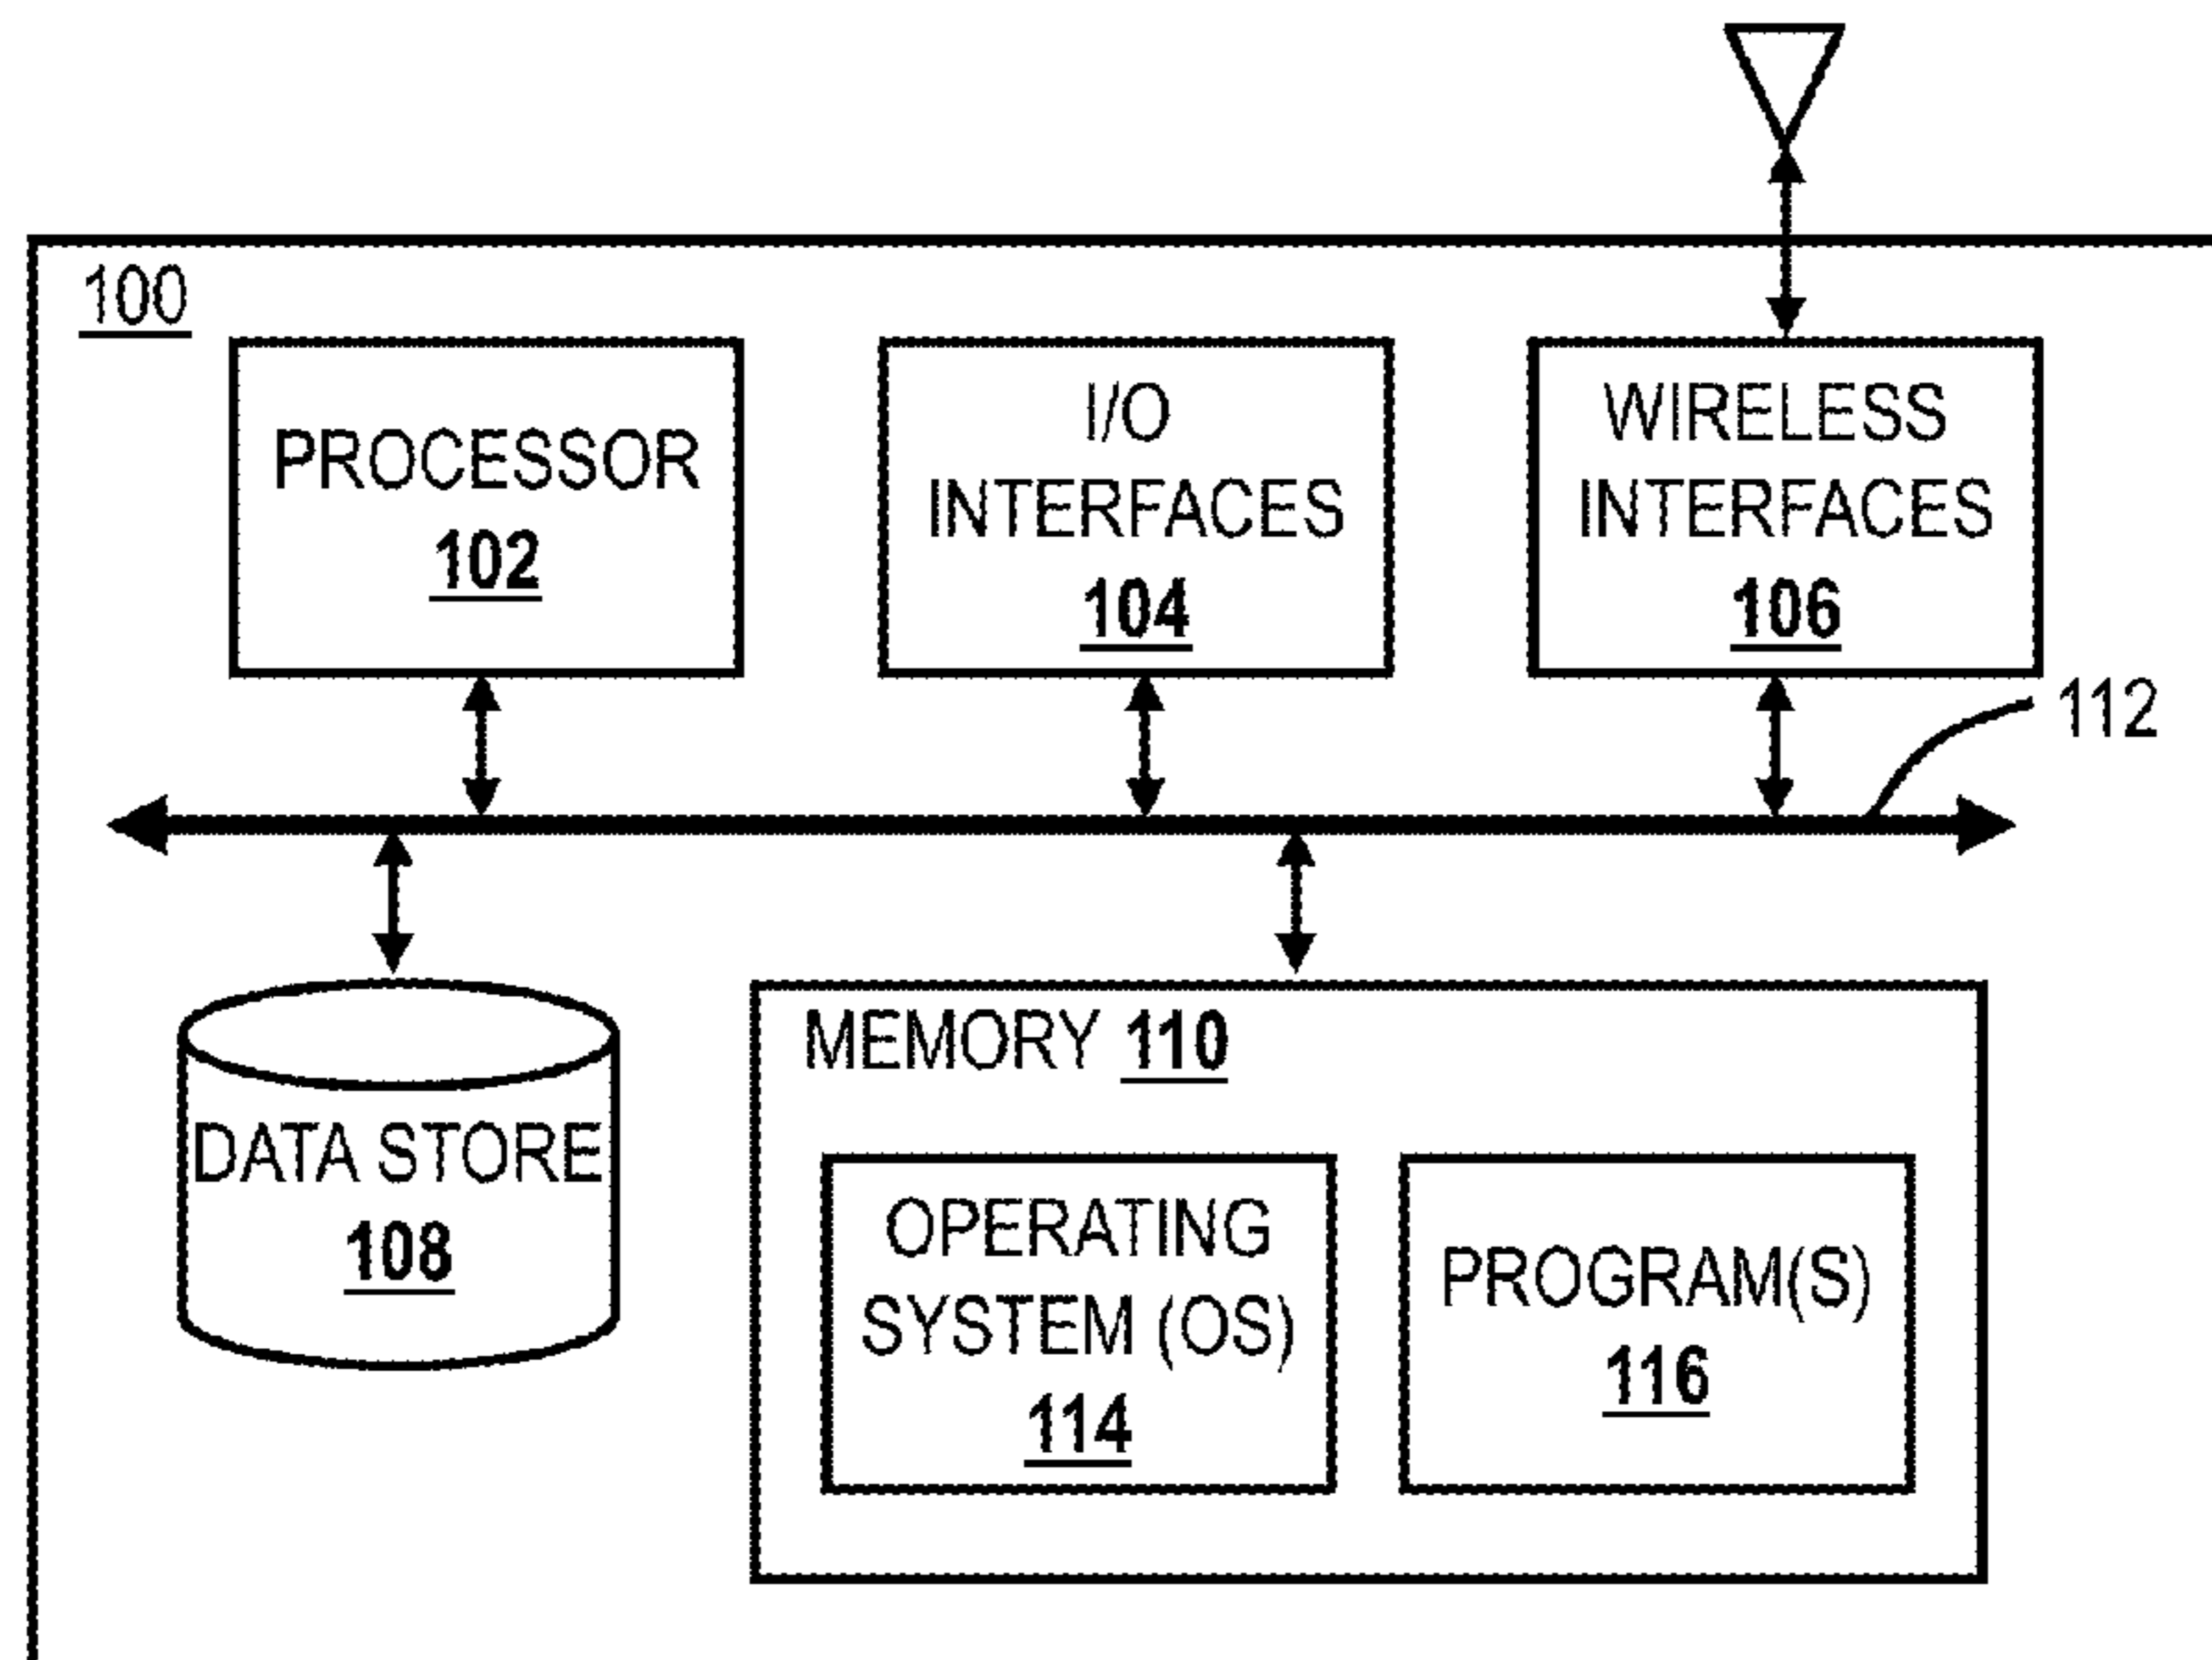 100
PROCESSOR
102
I/O
INTERFACES
104
WIRELESS
INTERFACES
106
112
DATA STORE
108
MEMORY 110
OPERATING
SYSTEM (OS)
114
PROGRAM(S)
116